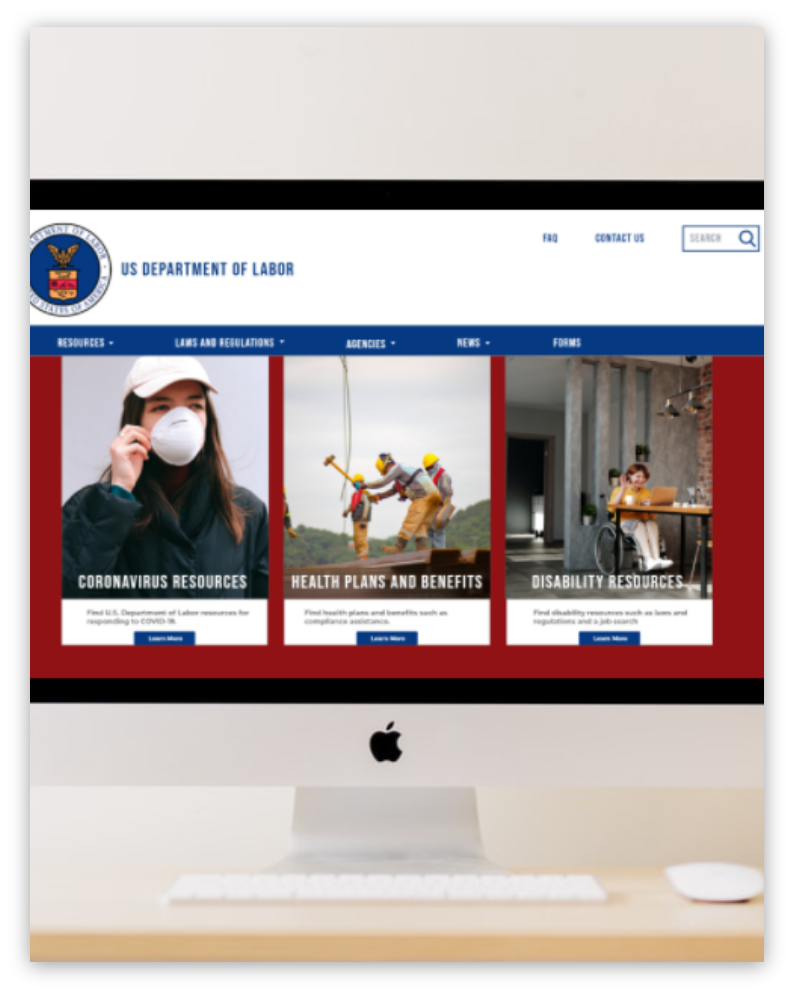 DEPARTMENT OF LABOR
UNITED STATES OF AMERICA
US DEPARTMENT OF LABOR
FAQ
CONTACT US
SEARCH
RESOURCES
LAWS AND REGULATIONS
AGENCIES
NEWS
FORMS
CORONAVIRUS RESOURCES
Find U.S. Department of Labor resources for
responding to COVID-19.
Learn More
HEALTH PLANS AND BENEFITS
Find health plans and benefits such as
compliance assistance.
Learn More
DISABILITY RESOURCES
Find disability resources such as laws and
regulations and a job search
Learn More